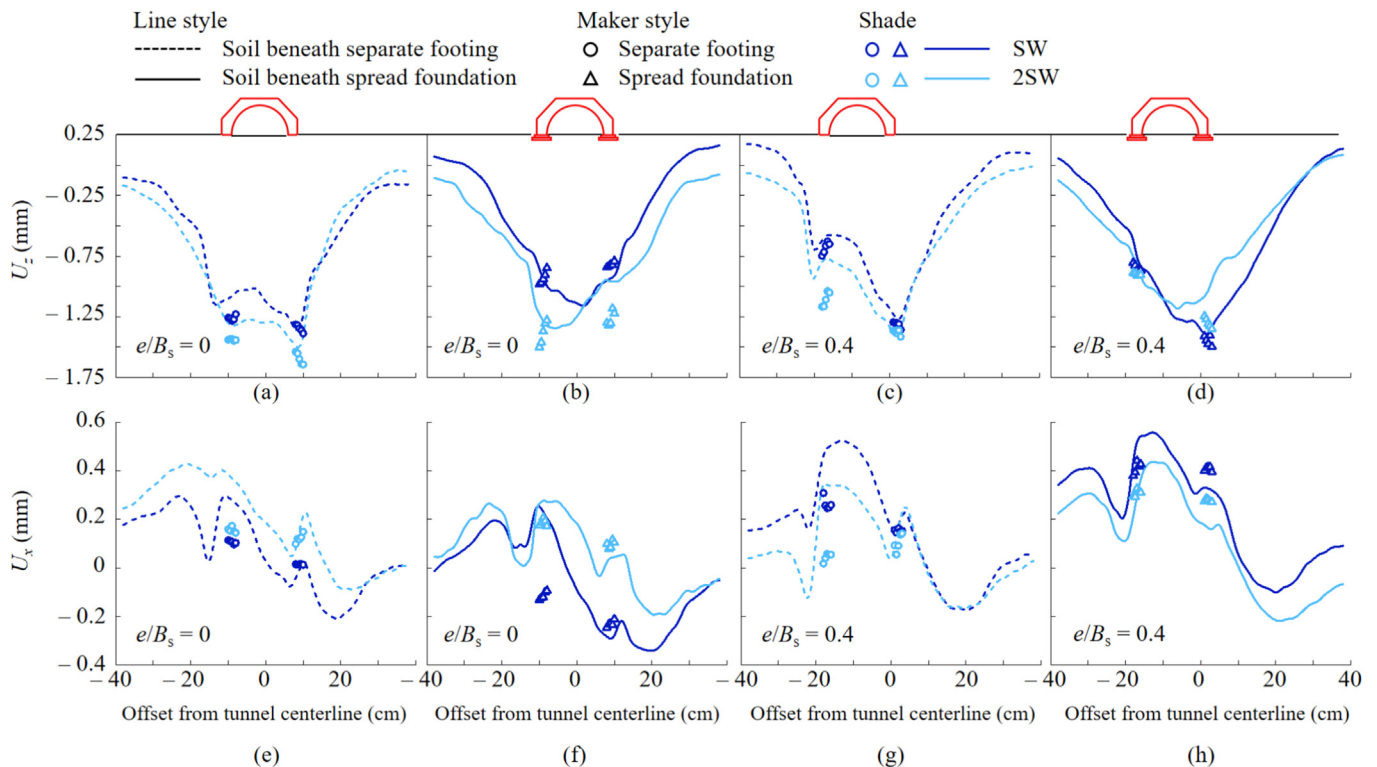 Line style Maker style Shade
Soil beneath separate footing Separate footing SW
Soil beneath spread foundation Spread foundation 2SW
0.25
−0.25
−0.75
−1.25
−1.75
U_z (mm)
e/B_s = 0 e/B_s = 0 e/B_s = 0.4 e/B_s = 0.4
(a) (b) (c) (d)
0.6
0.4
0.2
0
−0.2
−0.4
U_x (mm)
e/B_s = 0 e/B_s = 0 e/B_s = 0.4 e/B_s = 0.4
−40 −20 0 20 −40 −20 0 20 −40 −20 0 20 −40 −20 0 20 40
Offset from tunnel centerline (cm) Offset from tunnel centerline (cm) Offset from tunnel centerline (cm) Offset from tunnel centerline (cm)
(e) (f) (g) (h)